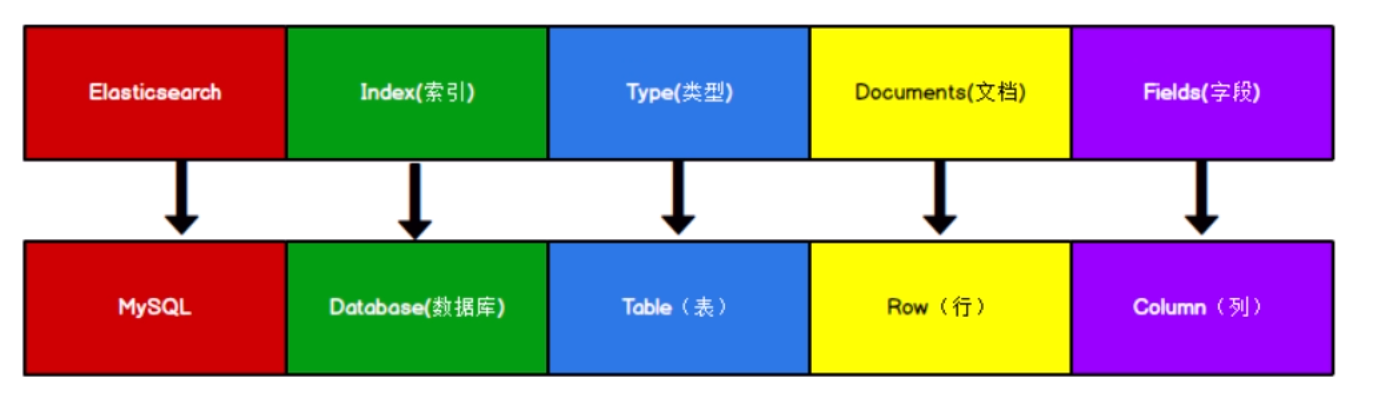 Elasticsearch
Index(索引)
Type(类型)
Documents(文档)
Fields(字段)
MySQL
Database(数据库)
Table（表）
Row（行）
Column（列）